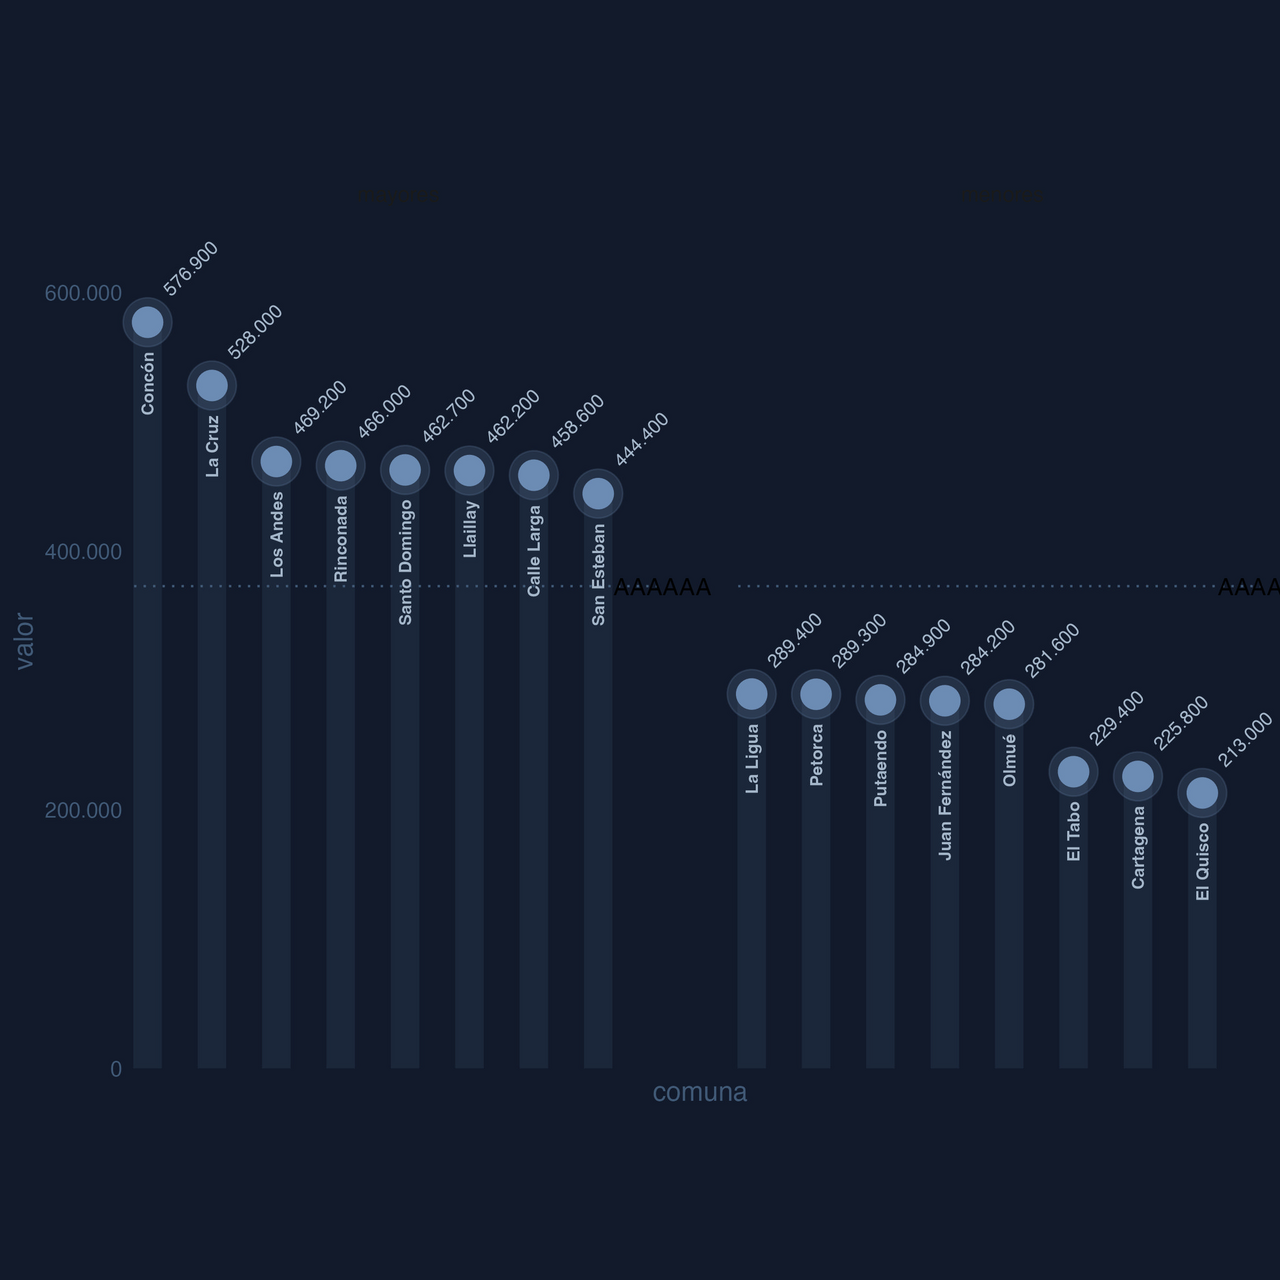 600.000
400.000
200.000
0
valor
comuna
576.900
Concón
528.000
La Cruz
469.200
Los Andes
466.000
Rinconada
462.700
Santo Domingo
462.200
Llaillay
458.600
Calle Larga
444.400
San Esteban
AAAAAA
289.400
La Ligua
289.300
Petorca
284.900
Putaendo
284.200
Juan Fernández
281.600
Olmué
229.400
El Tabo
225.800
Cartagena
213.000
El Quisco
AAAA